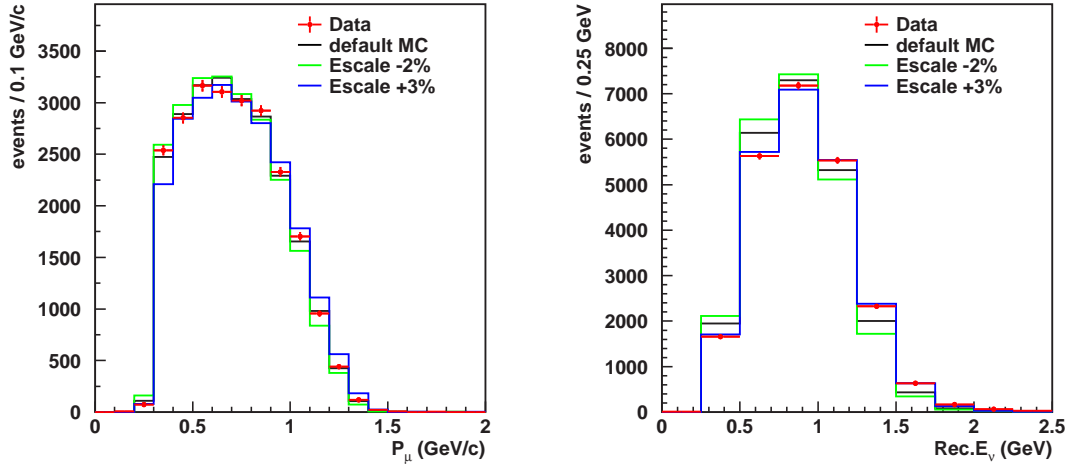 events / 0.1 GeV/c
3500
3000
2500
2000
1500
1000
500
0
Data
default MC
Escale -2%
Escale +3%
0 0.5 1 1.5 2
Pμ (GeV/c)
events / 0.25 GeV
8000
7000
6000
5000
4000
3000
2000
1000
0
Data
default MC
Escale -2%
Escale +3%
0 0.5 1 1.5 2 2.5
Rec.Eν (GeV)